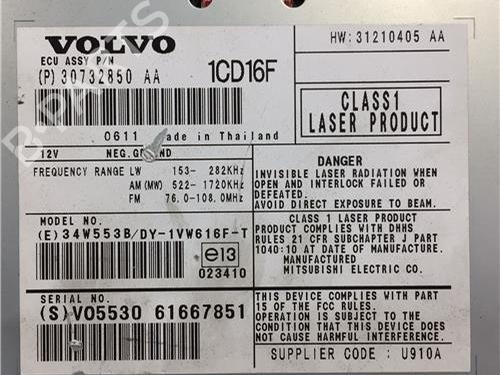 VOLVO
ECU ASSY P/N
(P) 30732850 AA
1CD16F
0611 Made in Thailand
12V NEG.GROUND
FREQUENCY RANGE LW 153- 282KHz
AM (MW) 522-1720KHz
FM 76.0-108.0MHz
MODEL NO.
(E)34W553B/DY-1VW616F-T
e13
023410
SERIAL NO.
(S)VO5530 61667851
HW: 31210405 AA
CLASS1
LASER PRODUCT
DANGER
INVISIBLE LASER RADIATION WHEN
OPEN AND INTERLOCK FAILED OR
DEFEATED.
AVOID DIRECT EXPOSURE TO BEAM.
CLASS 1 LASER PRODUCT
PRODUCT COMPLIES WITH DHHS
RULES 21 CFR SUBCHAPTER J PART
1040:10 AT DATE OF MANUFACTURE.
MANUFACTURED
MITSUBISHI ELECTRIC CO.
THIS DEVICE COMPLIES WITH PART
15 OF THE FCC RULES.
OPERATION IS SUBJECT TO THE
CONDITION THAT THIS DEVICE DOES
NOT CAUSE HARMFUL INTERFERENCE.
SUPPLIER CODE : U910A
B-PARTS